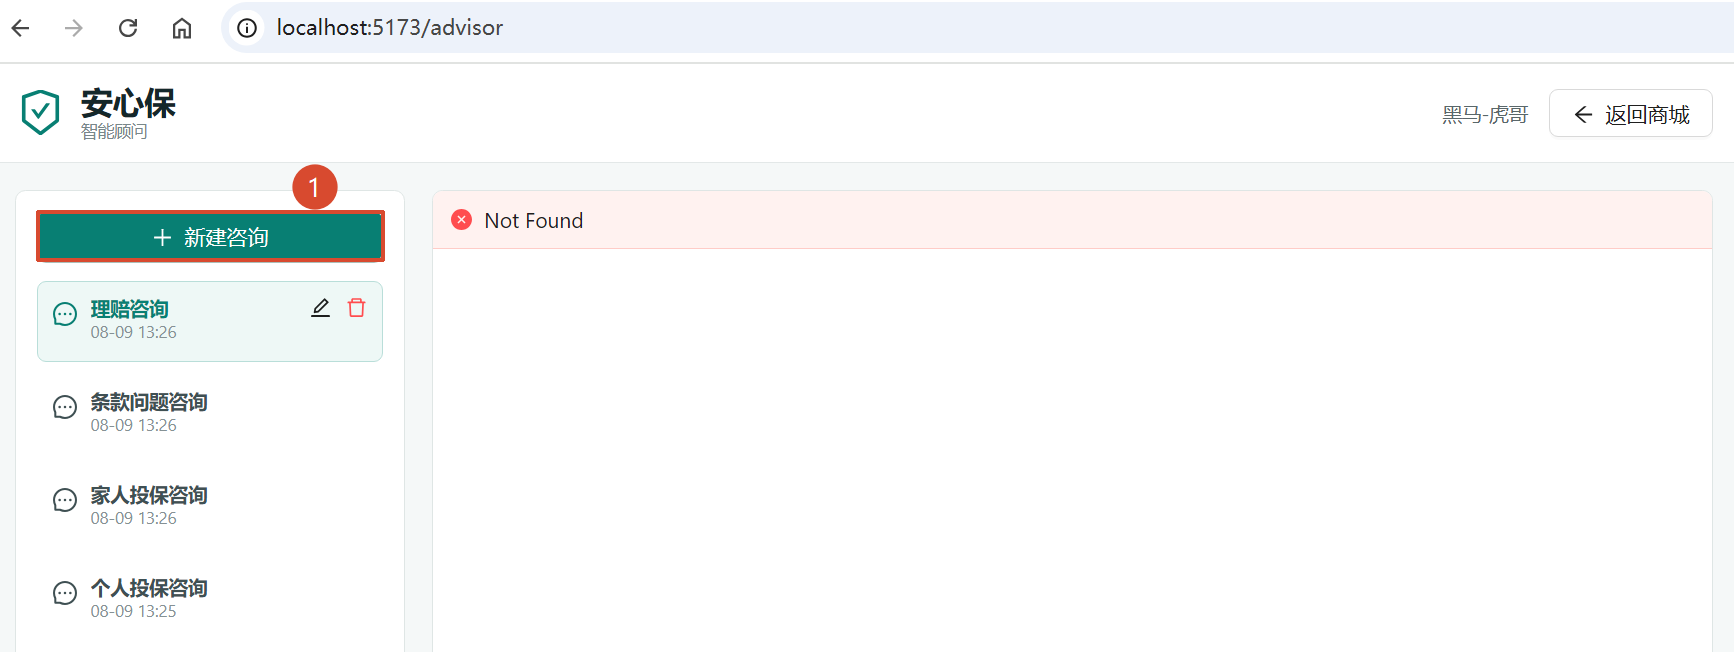 localhost:5173/advisor
安心保
智能顾问
黑马-虎哥
返回商城
1
新建咨询
理赔咨询
08-09 13:26
条款问题咨询
08-09 13:26
家人投保咨询
08-09 13:26
个人投保咨询
08-09 13:25
Not Found